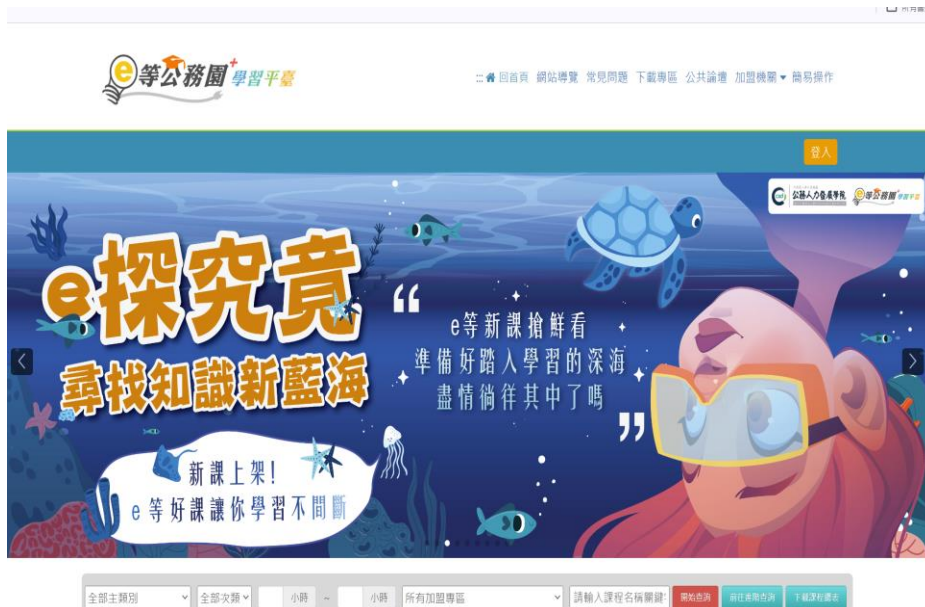 所有書
e等公務園+學習平臺
::: 回首頁 網站導覽 常見問題 下載專區 公共論壇 加盟機關 簡易操作
登入
公務人力發展學院 e等公務園+學習平臺
e探究竟
尋找知識新藍海
“
e等新課搶鮮看
準備好踏入學習的深海
盡情徜徉其中了嗎
”
新課上架!
e等好課讓你學習不間斷
全部主類別 全部次類 小時 ~ 小時 所有加盟專區 請輸入課程名稱關鍵字 開始查詢 前往進階查詢 下載課程總表